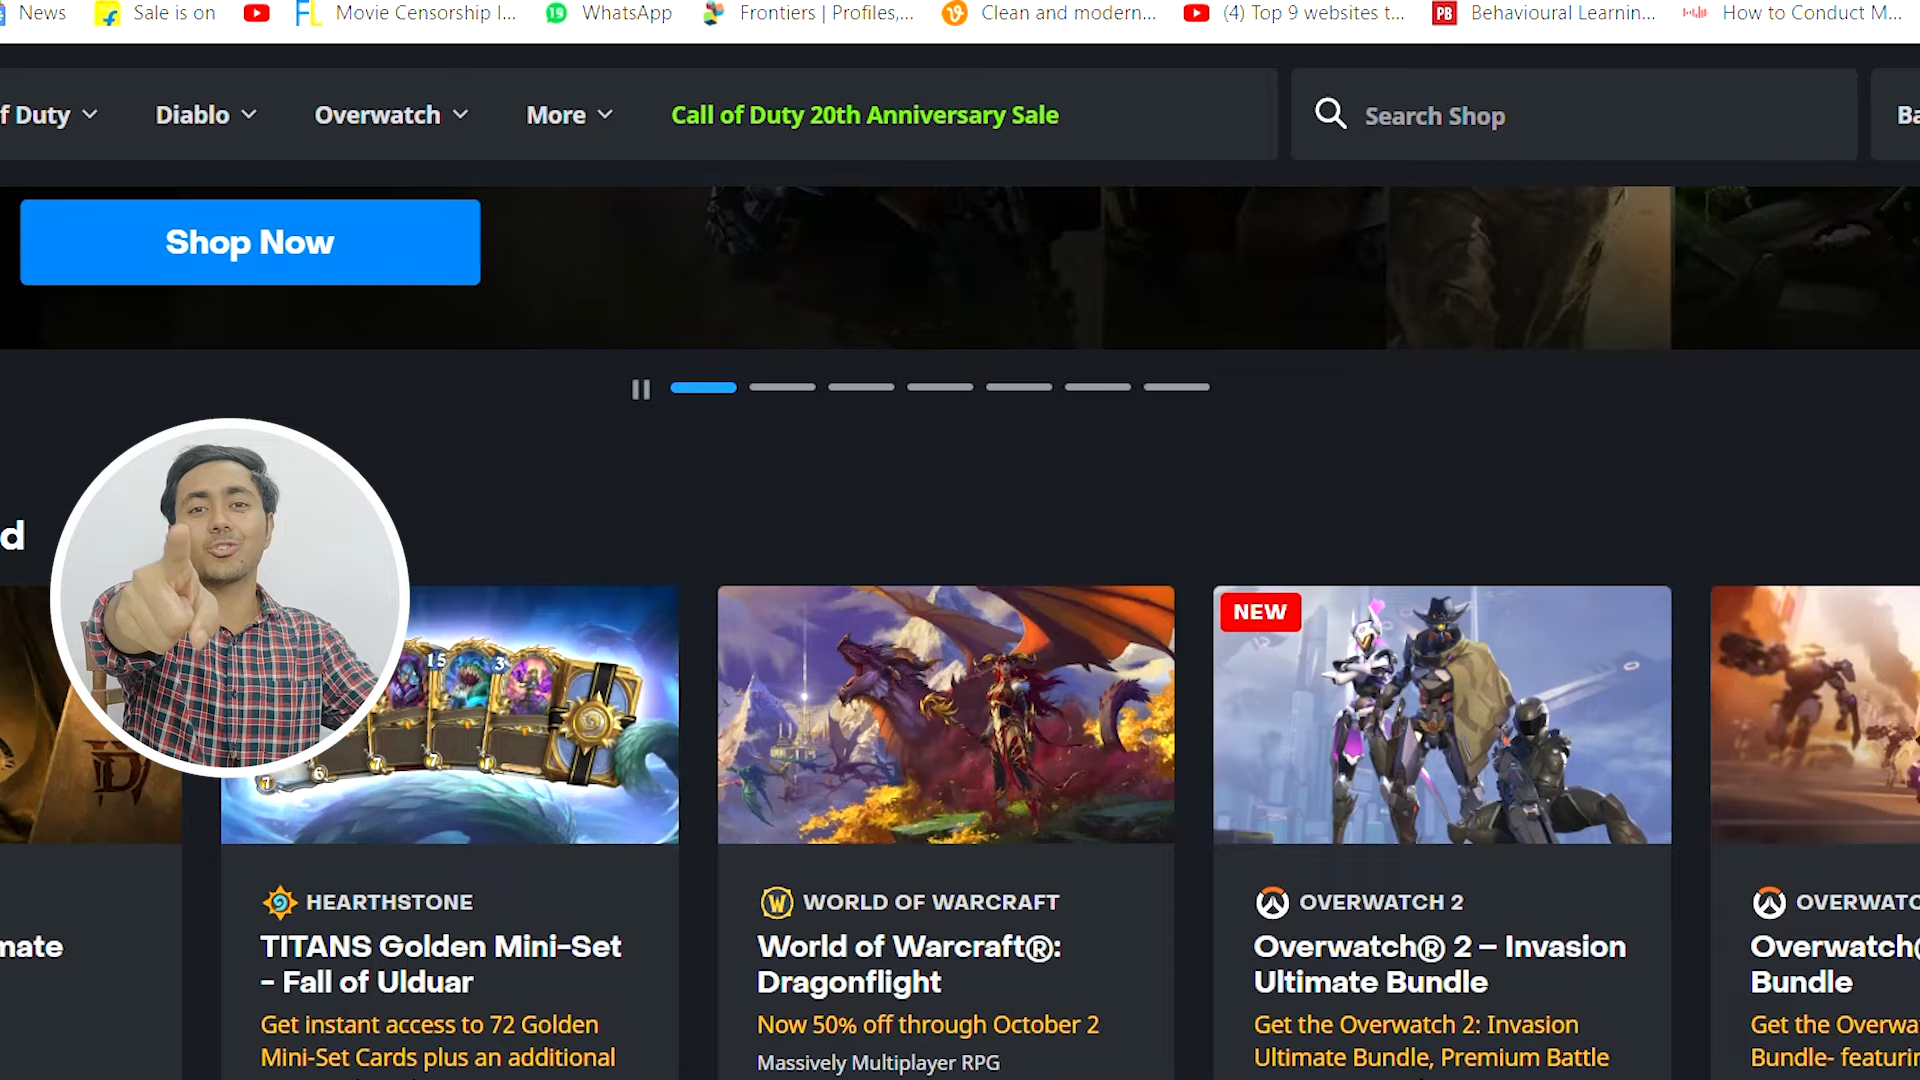 News
Sale is on
Movie Censorship I...
19
WhatsApp
Frontiers | Profiles,...
Clean and modern...
(4) Top 9 websites t...
PB
Behavioural Learnin...
How to Conduct M...
f Duty
Diablo
Overwatch
More
Call of Duty 20th Anniversary Sale
Search Shop
Ba
Shop Now
d
15
3
NEW
mate
HEARTHSTONE
TITANS Golden Mini-Set
- Fall of Ulduar
Get instant access to 72 Golden
Mini-Set Cards plus an additional
WORLD OF WARCRAFT
World of Warcraft®:
Dragonflight
Now 50% off through October 2
Massively Multiplayer RPG
OVERWATCH 2
Overwatch® 2 – Invasion
Ultimate Bundle
Get the Overwatch 2: Invasion
Ultimate Bundle, Premium Battle
OVERWATC
Overwatch
Bundle
Get the Overwa
Bundle- featurin